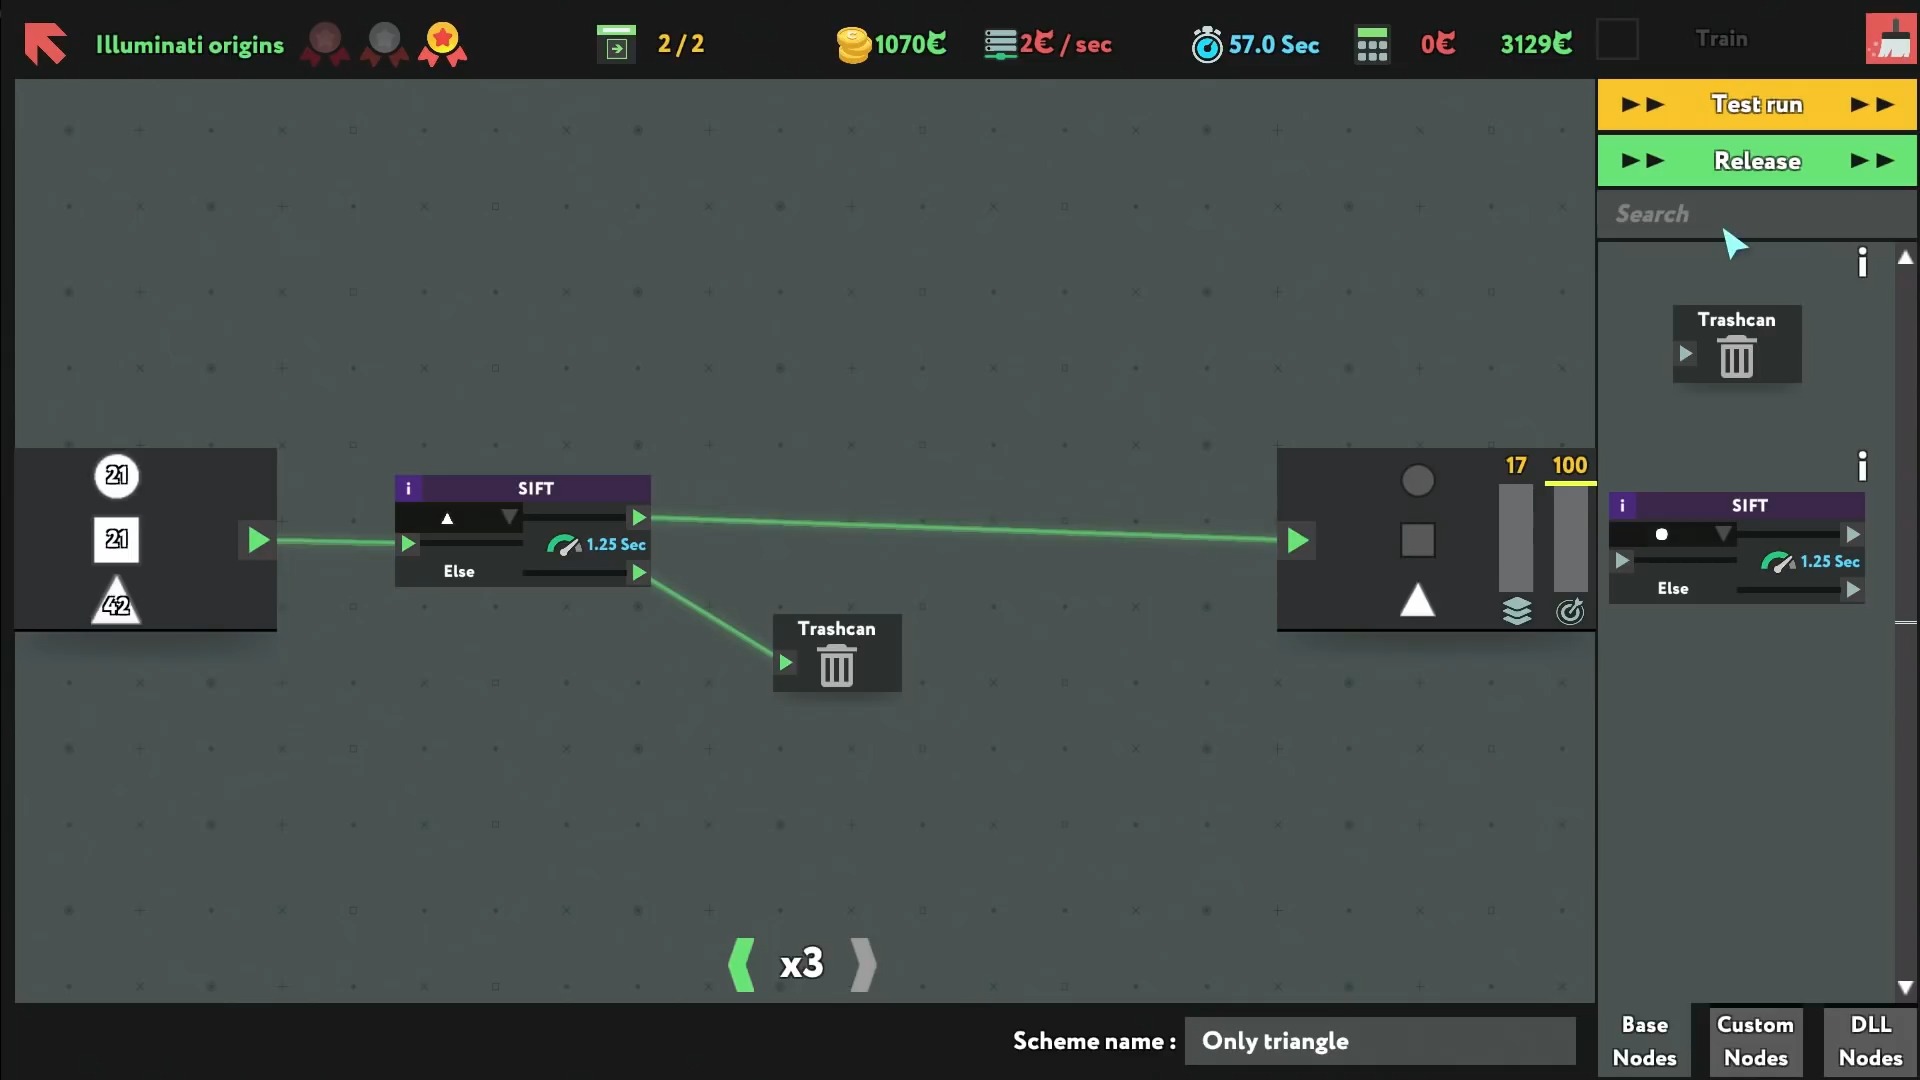 Illuminati origins
2 / 2
1070€
2€ / sec
57.0 Sec
0€
3129€
Train
Test run
Release
Search
i
Trashcan
i
i SIFT
1.25 Sec
Else
21
21
42
i SIFT
1.25 Sec
Else
Trashcan
17 100
x3
Scheme name :
Only triangle
Base
Nodes
Custom
Nodes
DLL
Nodes